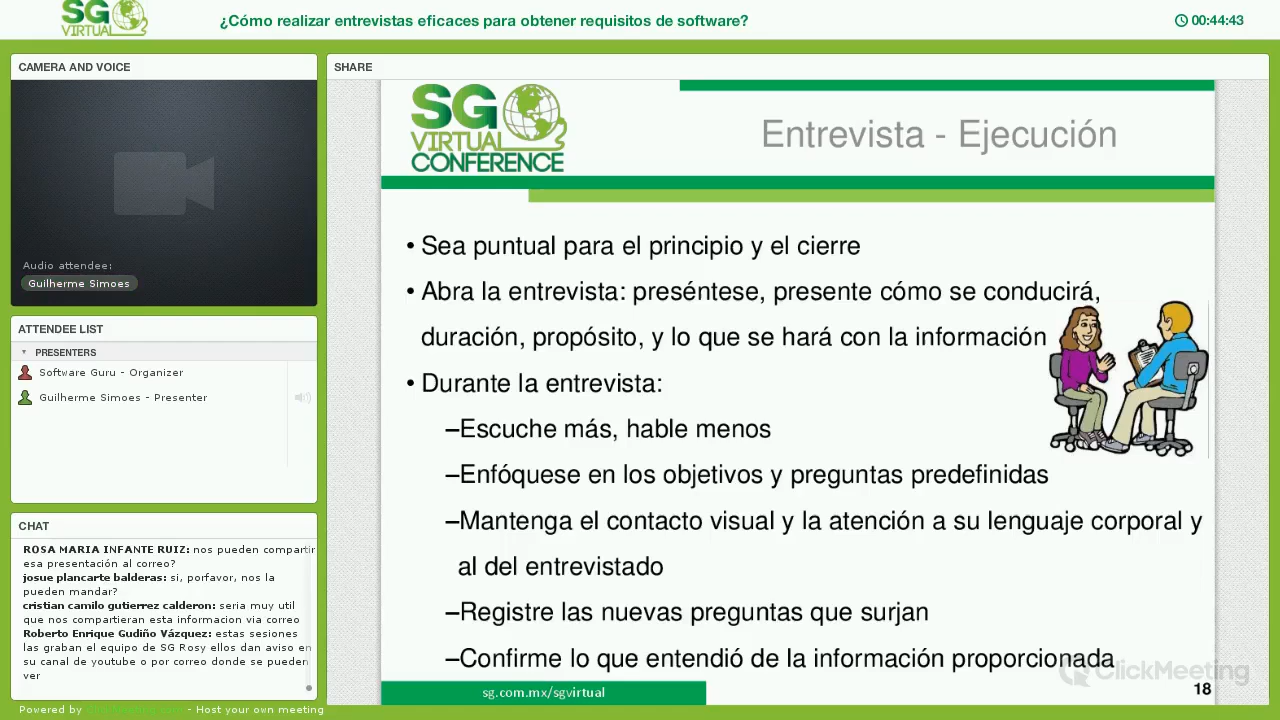 SG
VIRTUAL
¿Cómo realizar entrevistas eficaces para obtener requisitos de software?
00:44:43
CAMERA AND VOICE
Audio attendee:
Guilherme Simoes
ATTENDEE LIST
PRESENTERS
Software Guru - Organizer
Guilherme Simoes - Presenter
CHAT
ROSA MARIA INFANTE RUIZ: nos pueden compartir
esa presentación al correo?
josue plancarte balderas: si, porfavor, nos la
pueden mandar?
cristian camilo gutierrez calderon: seria muy util
que nos compartieran esta informacion via correo
Roberto Enrique Gudiño Vázquez: estas sesiones
las graban el equipo de SG Rosy ellos dan aviso en
su canal de youtube o por correo donde se pueden
ver
Powered by ClickMeeting.com - Host your own meeting
SHARE
SG
VIRTUAL
CONFERENCE
Entrevista - Ejecución
• Sea puntual para el principio y el cierre
• Abra la entrevista: preséntese, presente cómo se conducirá,
duración, propósito, y lo que se hará con la información
• Durante la entrevista:
–Escuche más, hable menos
–Enfóquese en los objetivos y preguntas predefinidas
–Mantenga el contacto visual y la atención a su lenguaje corporal y
al del entrevistado
–Registre las nuevas preguntas que surjan
–Confirme lo que entendió de la información proporcionada
ClickMeeting
sg.com.mx/sgvirtual
18